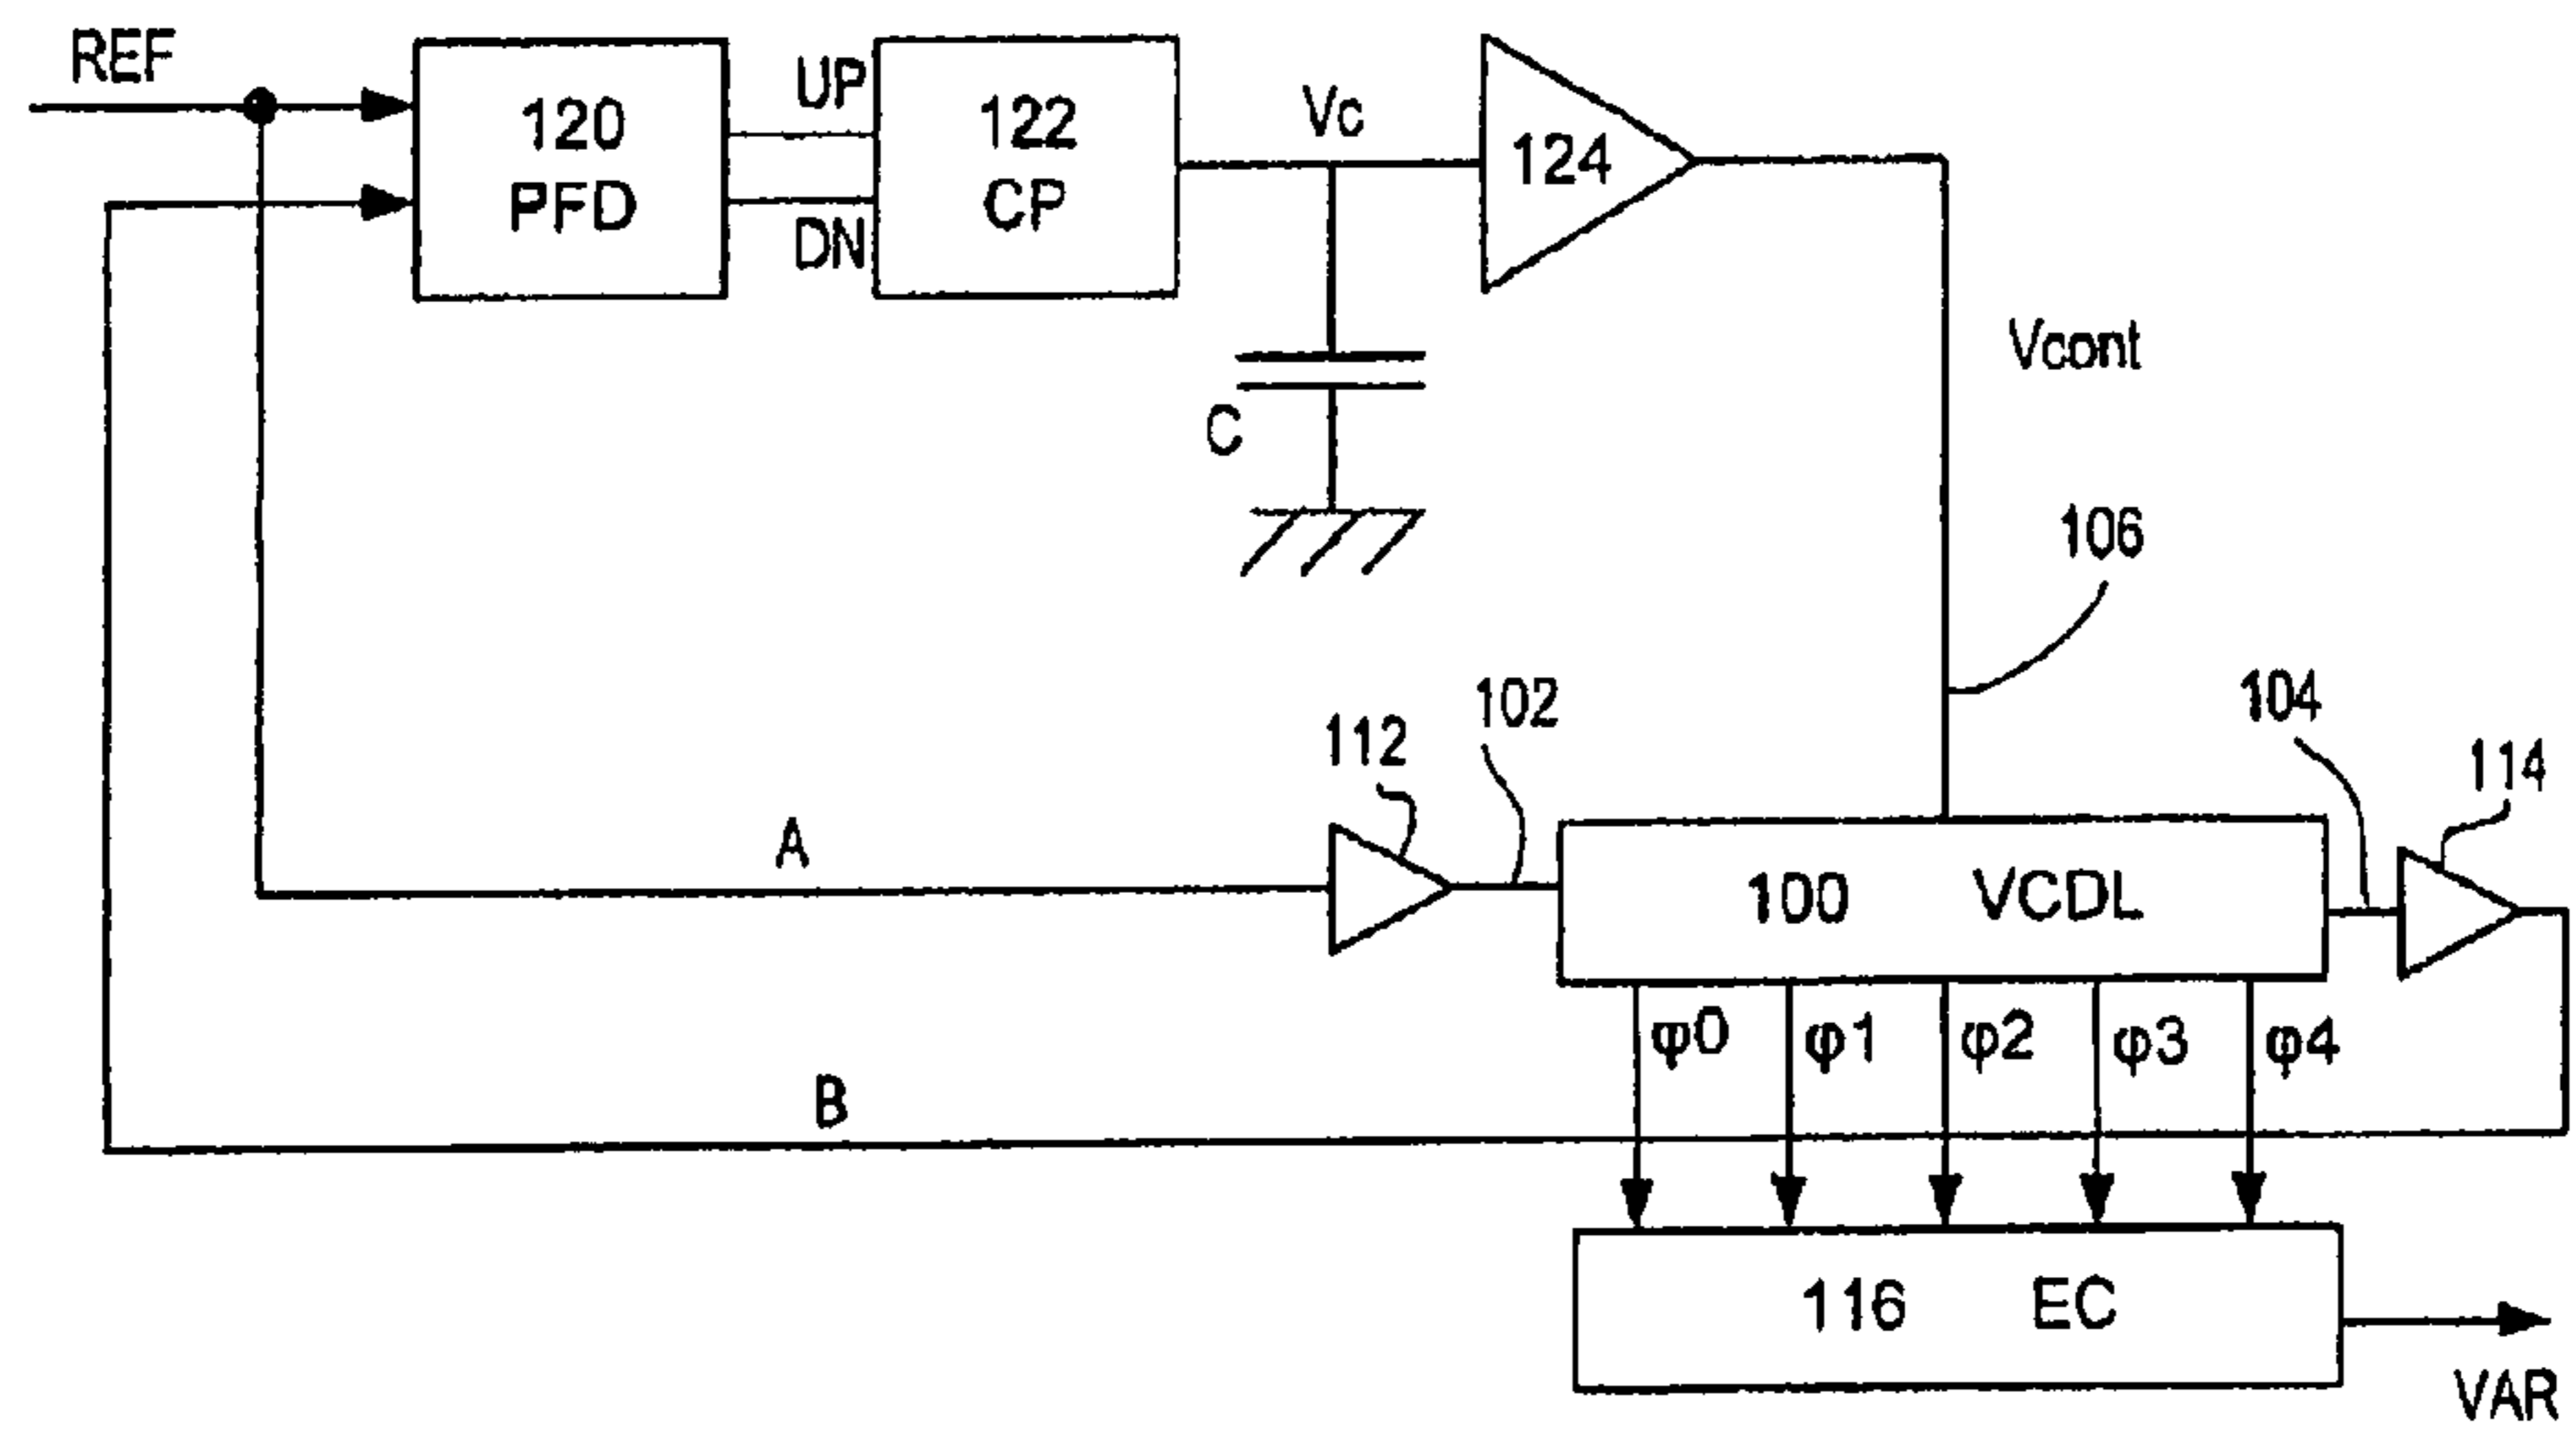 REF
UP
120
PFD
DN
122
CP
Vc
124
C
Vcont
106
104
102
112
114
A
100 VCDL
φ0
φ1
φ2
φ3
φ4
B
116 EC
VAR